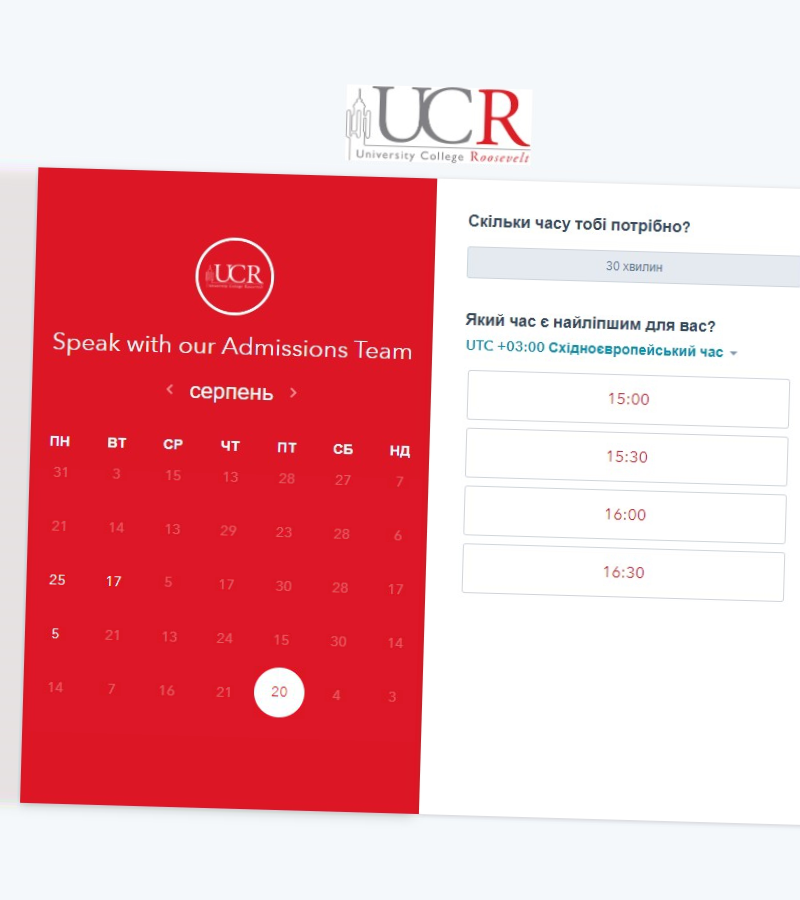 UCR
University College Roosevelt
UCR
Speak with our Admissions Team
серпень
ПН ВТ СР ЧТ ПТ СБ НД
31 3 15 13 28 27 7
21 14 13 29 23 28 6
25 17 5 17 30 28 17
5 21 13 24 15 30 14
14 7 16 21 20 4 3
Скільки часу тобі потрібно?
30 хвилин
Який час є найліпшим для вас?
UTC +03:00 Східноєвропейський час
15:00
15:30
16:00
16:30